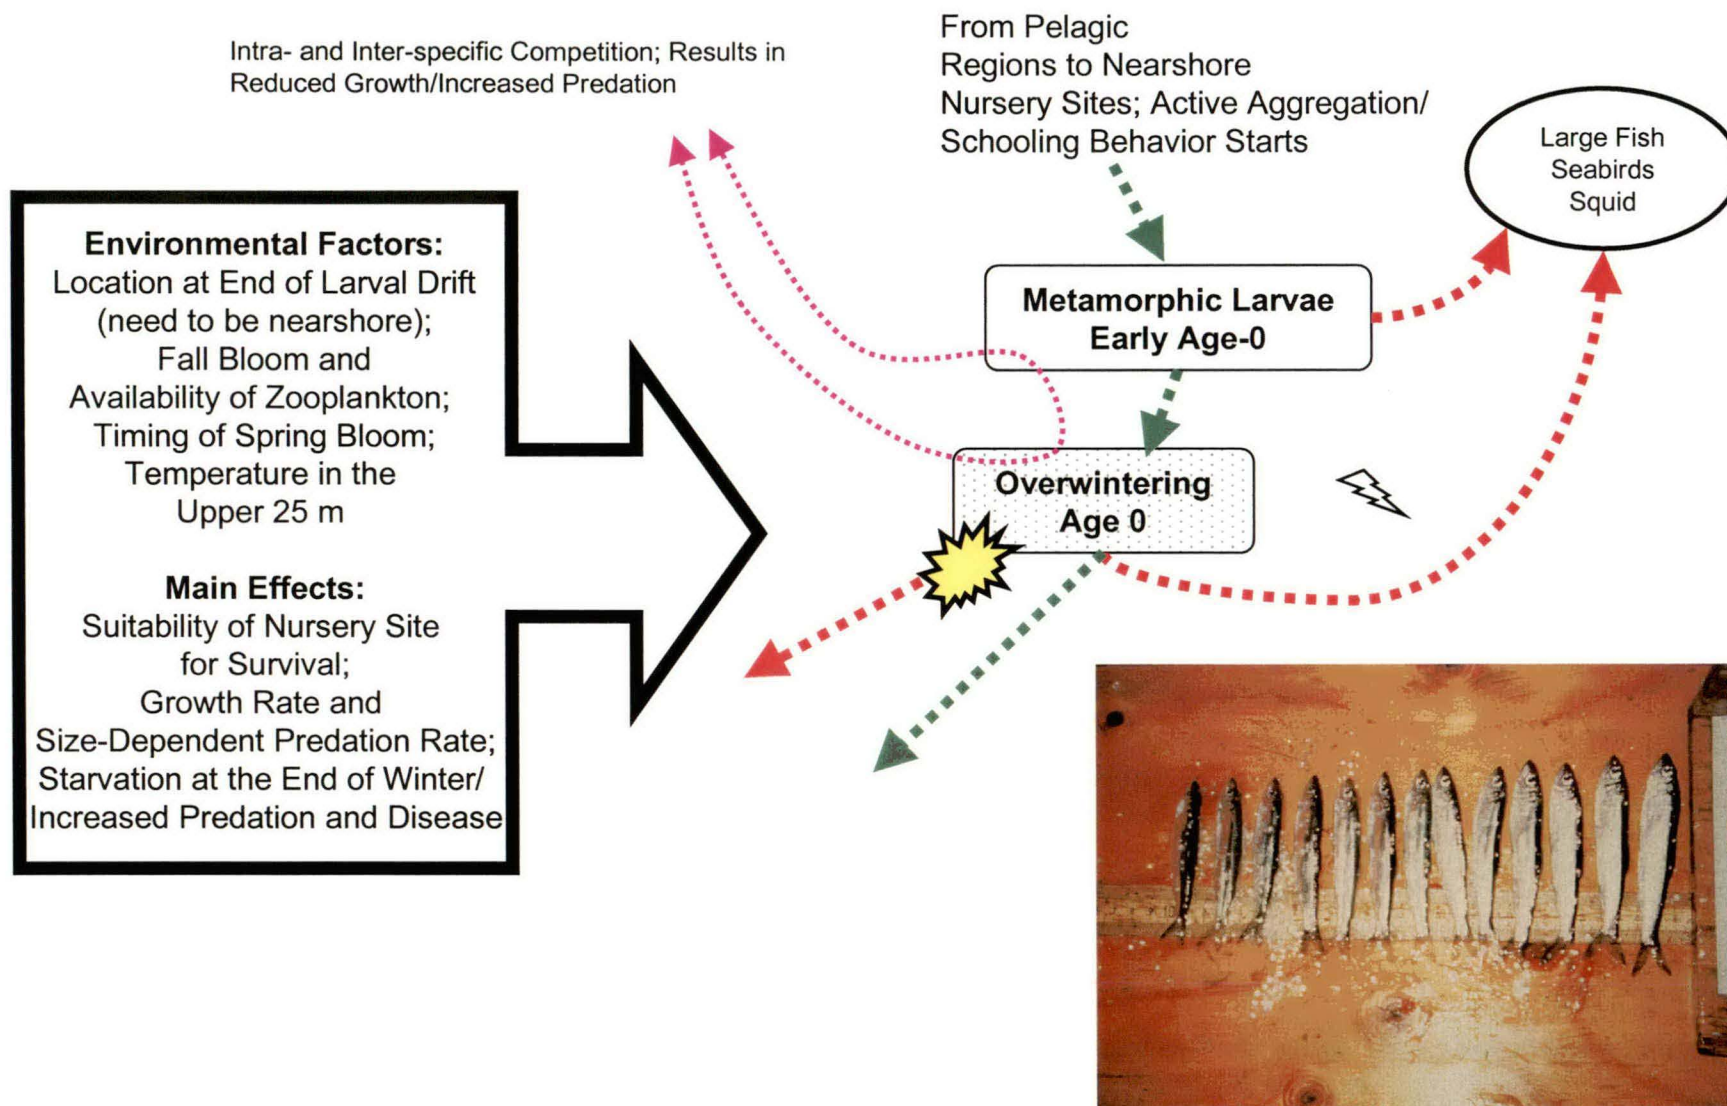 Intra- and Inter-specific Competition; Results in
Reduced Growth/Increased Predation
From Pelagic
Regions to Nearshore
Nursery Sites; Active Aggregation/
Schooling Behavior Starts
Large Fish
Seabirds
Squid
Environmental Factors:
Location at End of Larval Drift
(need to be nearshore);
Fall Bloom and
Availability of Zooplankton;
Timing of Spring Bloom;
Temperature in the
Upper 25 m
Main Effects:
Suitability of Nursery Site
for Survival;
Growth Rate and
Size-Dependent Predation Rate;
Starvation at the End of Winter/
Increased Predation and Disease
Metamorphic Larvae
Early Age-0
Overwintering
Age 0